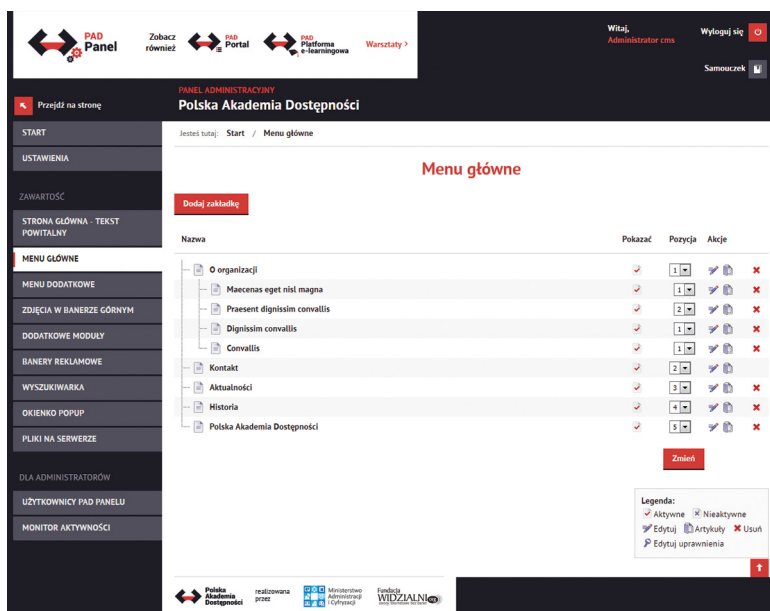 PAD
Panel
Zobacz
również
PAD
Portal
PAD
Platforma
e-learningowa
Warsztaty >
Witaj,
Administrator cms
Wyloguj się
Samouczek
Przejdź na stronę
PANEL ADMINISTRACYJNY
Polska Akademia Dostępności
START
USTAWIENIA
ZAWARTOŚĆ
STRONA GŁÓWNA - TEKST
POWITALNY
MENU GŁÓWNE
MENU DODATKOWE
ZDJĘCIA W BANERZE GÓRNYM
DODATKOWE MODUŁY
BANERY REKLAMOWE
WYSZUKIWARKA
OKIENKO POPUP
PLIKI NA SERWERZE
DLA ADMINISTRATORÓW
UŻYTKOWNICY PAD PANELU
MONITOR AKTYWNOŚCI
Jesteś tutaj: Start / Menu główne
Menu główne
Dodaj zakładkę
Nazwa Pokazać Pozycja Akcje
O organizacji 1
Maecenas eget nisl magna 1
Praesent dignissim convallis 2
Dignissim convallis 1
Convallis 1
Kontakt 2
Aktualności 3
Historia 4
Polska Akademia Dostępności 5
Zmień
Legenda:
Aktywne Nieaktywne
Edytuj Artykuły Usuń
Edytuj uprawnienia
Polska
Akademia
Dostępności
realizowana
przez
Ministerstwo
Administracji
i Cyfryzacji
Fundacja
WIDZIALNI